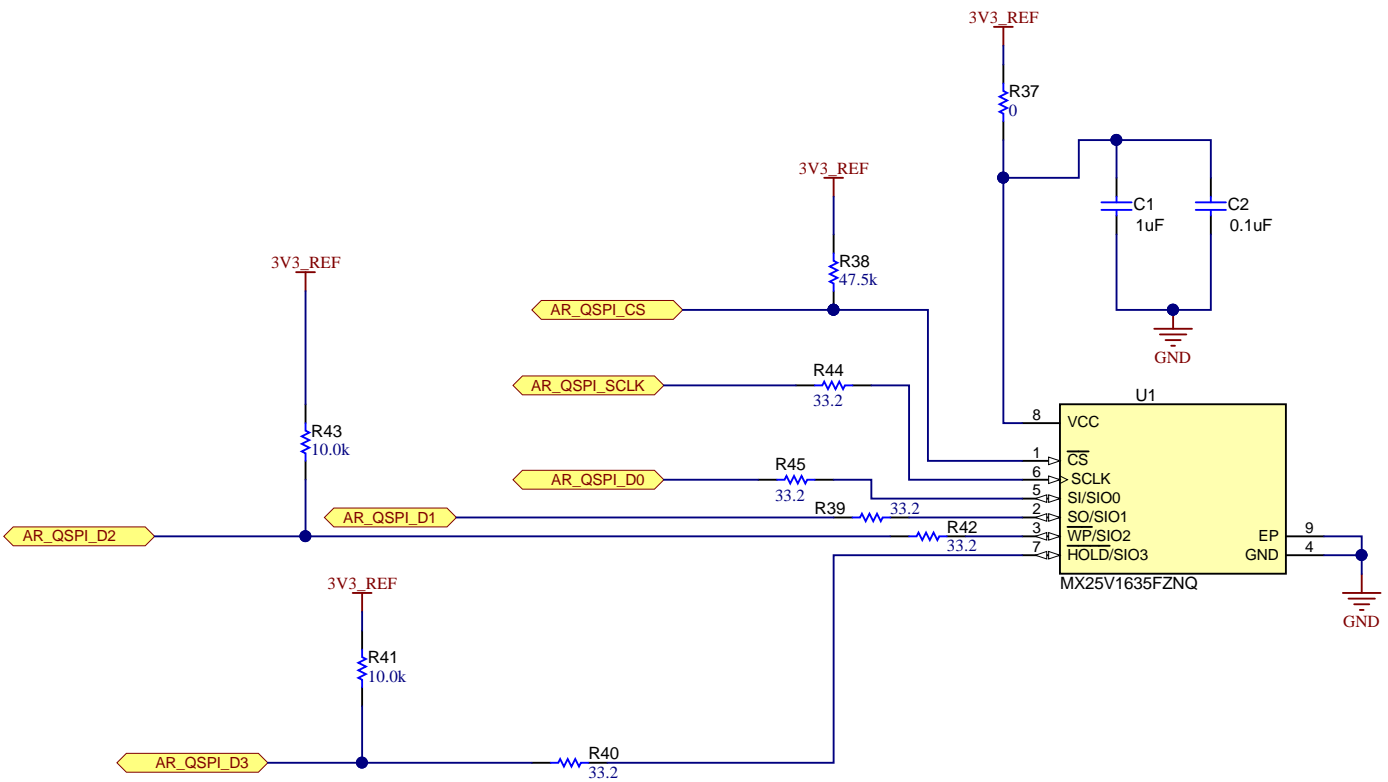 3V3_REF
R37
0
3V3_REF
C1
1uF
C2
0.1uF
R38
47.5k
3V3_REF
AR_QSPI_CS
GND
R44
AR_QSPI_SCLK
33.2
U1
8
VCC
R43
10.0k
1
CS
R45
6
SCLK
AR_QSPI_D0
33.2
5
SI/SIO0
R39
33.2
AR_QSPI_D1
2
SO/SIO1
R42
AR_QSPI_D2
33.2
3
WP/SIO2
EP
9
7
HOLD/SIO3
GND
4
3V3_REF
MX25V1635FZNQ
GND
R41
10.0k
R40
AR_QSPI_D3
33.2